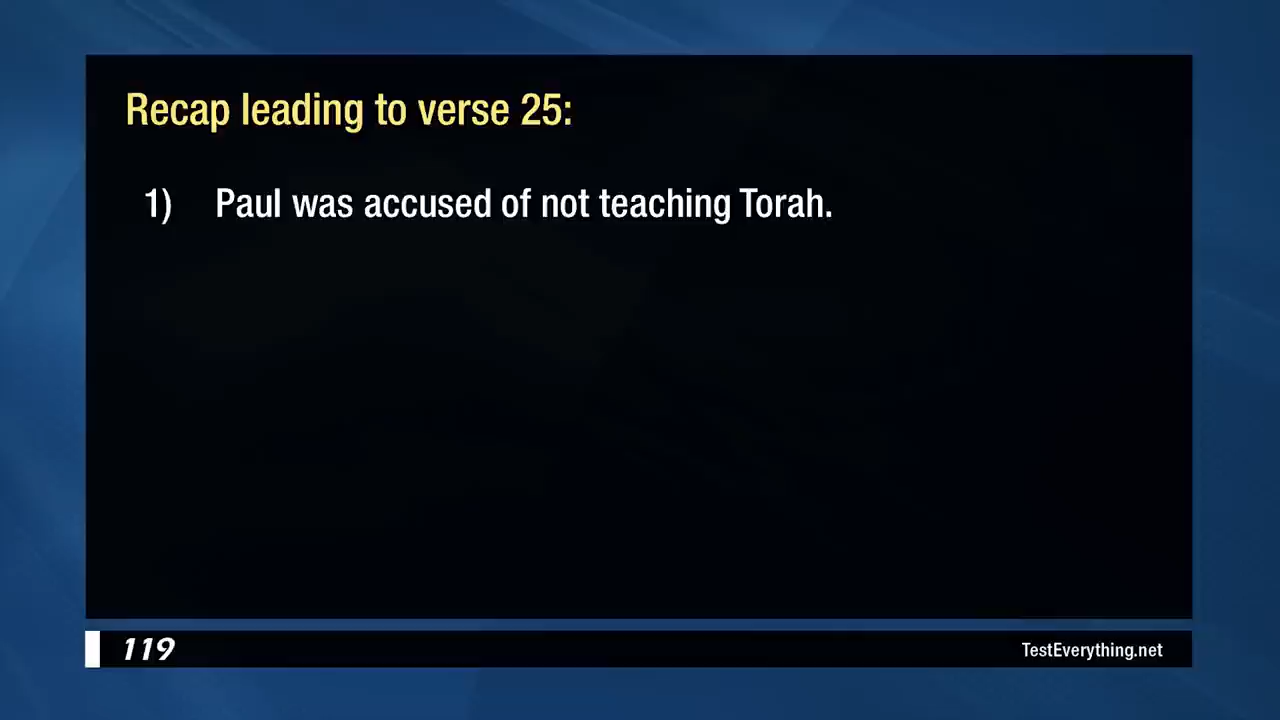 Recap leading to verse 25:
1) Paul was accused of not teaching Torah.
119
TestEverything.net